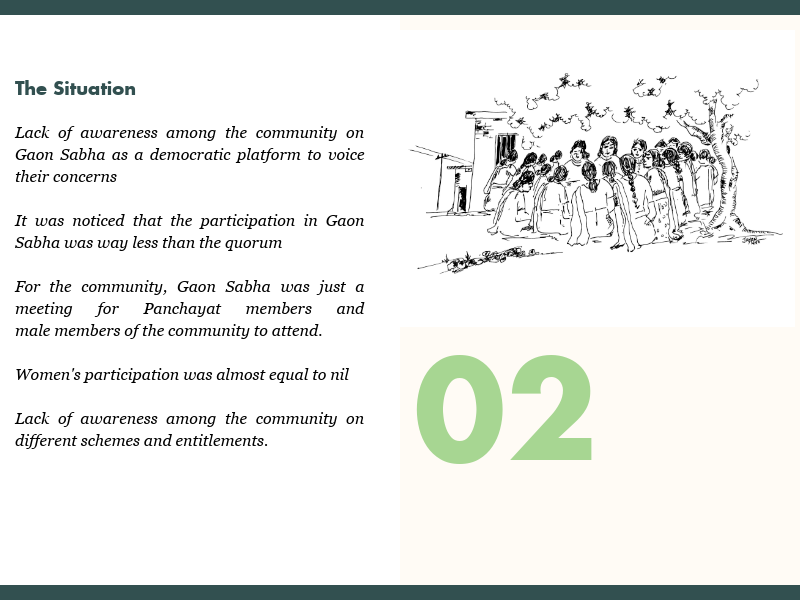 The Situation
Lack of awareness among the community on
Gaon Sabha as a democratic platform to voice
their concerns
It was noticed that the participation in Gaon
Sabha was way less than the quorum
For the community, Gaon Sabha was just a
meeting for Panchayat members and
male members of the community to attend.
Women's participation was almost equal to nil
Lack of awareness among the community on
different schemes and entitlements.
02